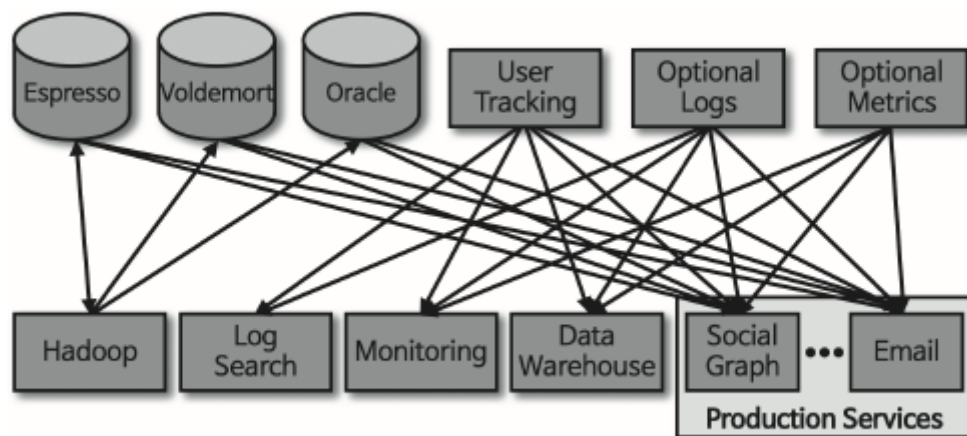 Espresso
Voldemort
Oracle
User
Tracking
Optional
Logs
Optional
Metrics
Hadoop
Log
Search
Monitoring
Data
Warehouse
Social
Graph
Email
Production Services